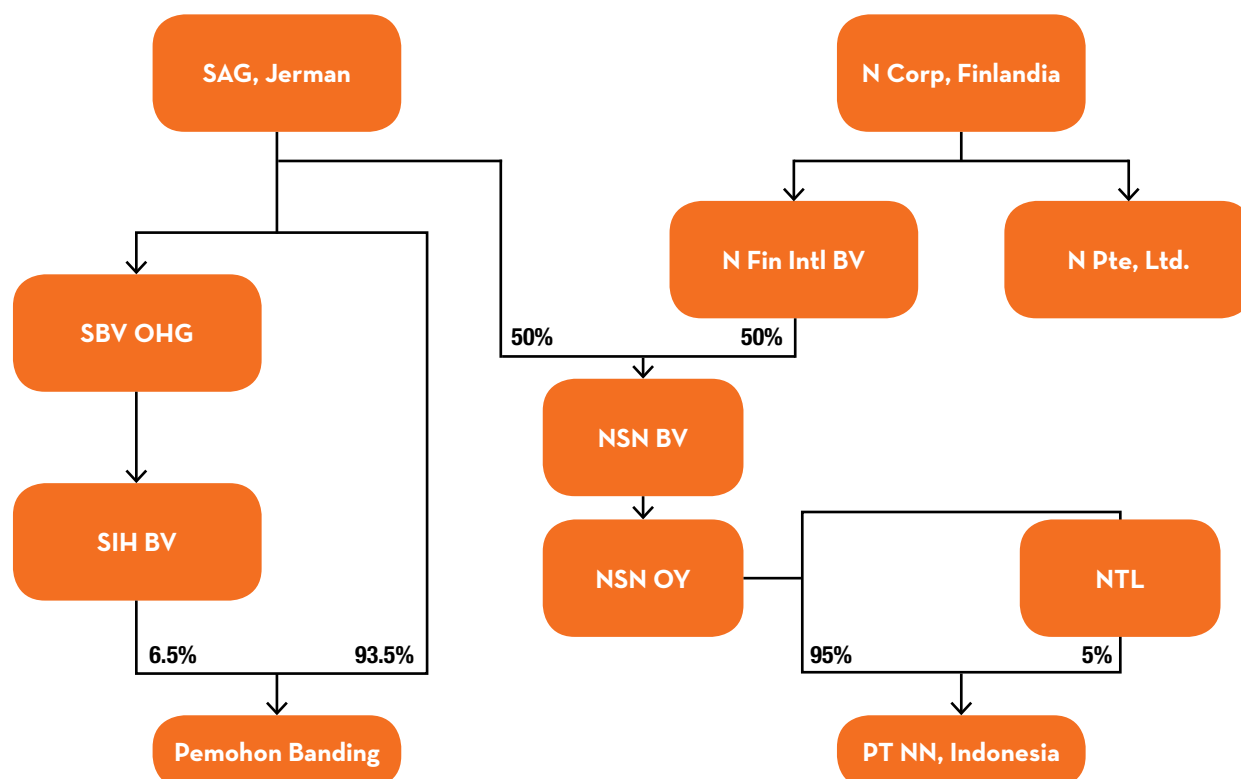 SAG, Jerman
N Corp, Finlandia
N Fin Intl BV
N Pte, Ltd.
SBV OHG
50%
50%
NSN BV
SIH BV
NSN OY
NTL
6.5%
93.5%
95%
5%
Pemohon Banding
PT NN, Indonesia